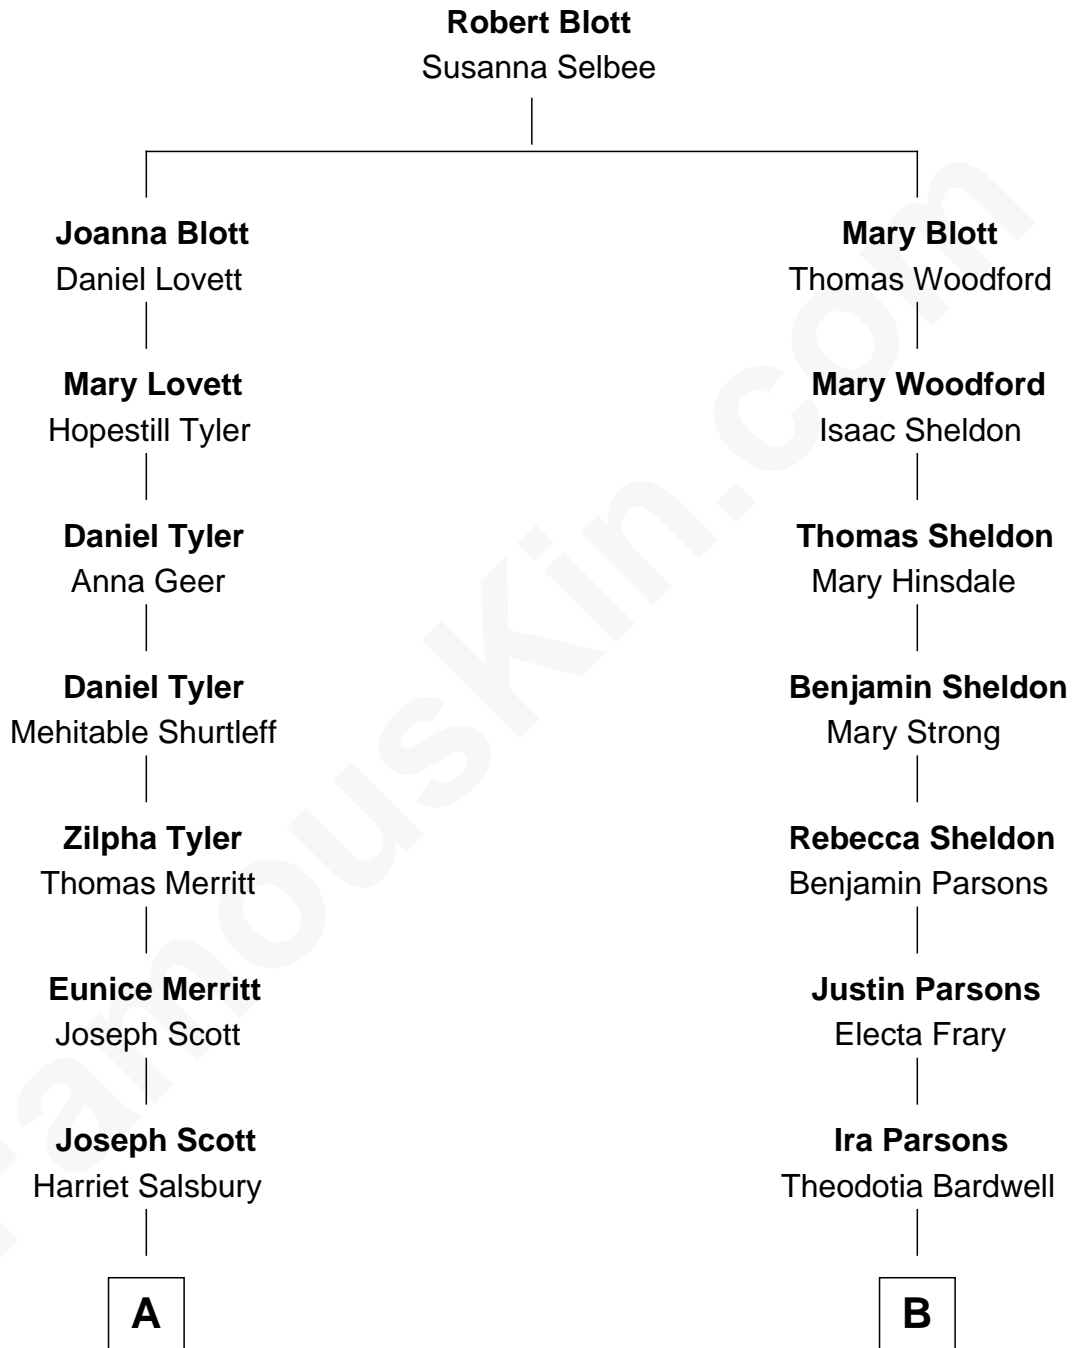 Robert Blott
Susanna Selbee
Joanna Blott
Daniel Lovett
Mary Blott
Thomas Woodford
Mary Lovett
Hopestill Tyler
Mary Woodford
Isaac Sheldon
Daniel Tyler
Anna Geer
Thomas Sheldon
Mary Hinsdale
Daniel Tyler
Mehitable Shurtleff
Benjamin Sheldon
Mary Strong
Zilpha Tyler
Thomas Merritt
Rebecca Sheldon
Benjamin Parsons
Eunice Merritt
Joseph Scott
Justin Parsons
Electa Frary
Joseph Scott
Harriet Salsbury
Ira Parsons
Theodotia Bardwell
A
B
FamousKin.com